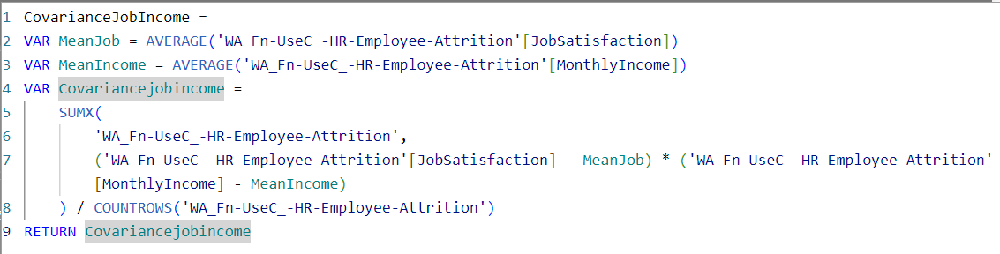 1 CovarianceJobIncome =
2 VAR MeanJob = AVERAGE('WA_Fn-UseC_-HR-Employee-Attrition'[JobSatisfaction])
3 VAR MeanIncome = AVERAGE('WA_Fn-UseC_-HR-Employee-Attrition'[MonthlyIncome])
4 VAR Covariancejobincome =
5 SUMX(
6 'WA_Fn-UseC_-HR-Employee-Attrition',
7 ('WA_Fn-UseC_-HR-Employee-Attrition'[JobSatisfaction] - MeanJob) * ('WA_Fn-UseC_-HR-Employee-Attrition'
[MonthlyIncome] - MeanIncome)
8 ) / COUNTROWS('WA_Fn-UseC_-HR-Employee-Attrition')
9 RETURN Covariancejobincome